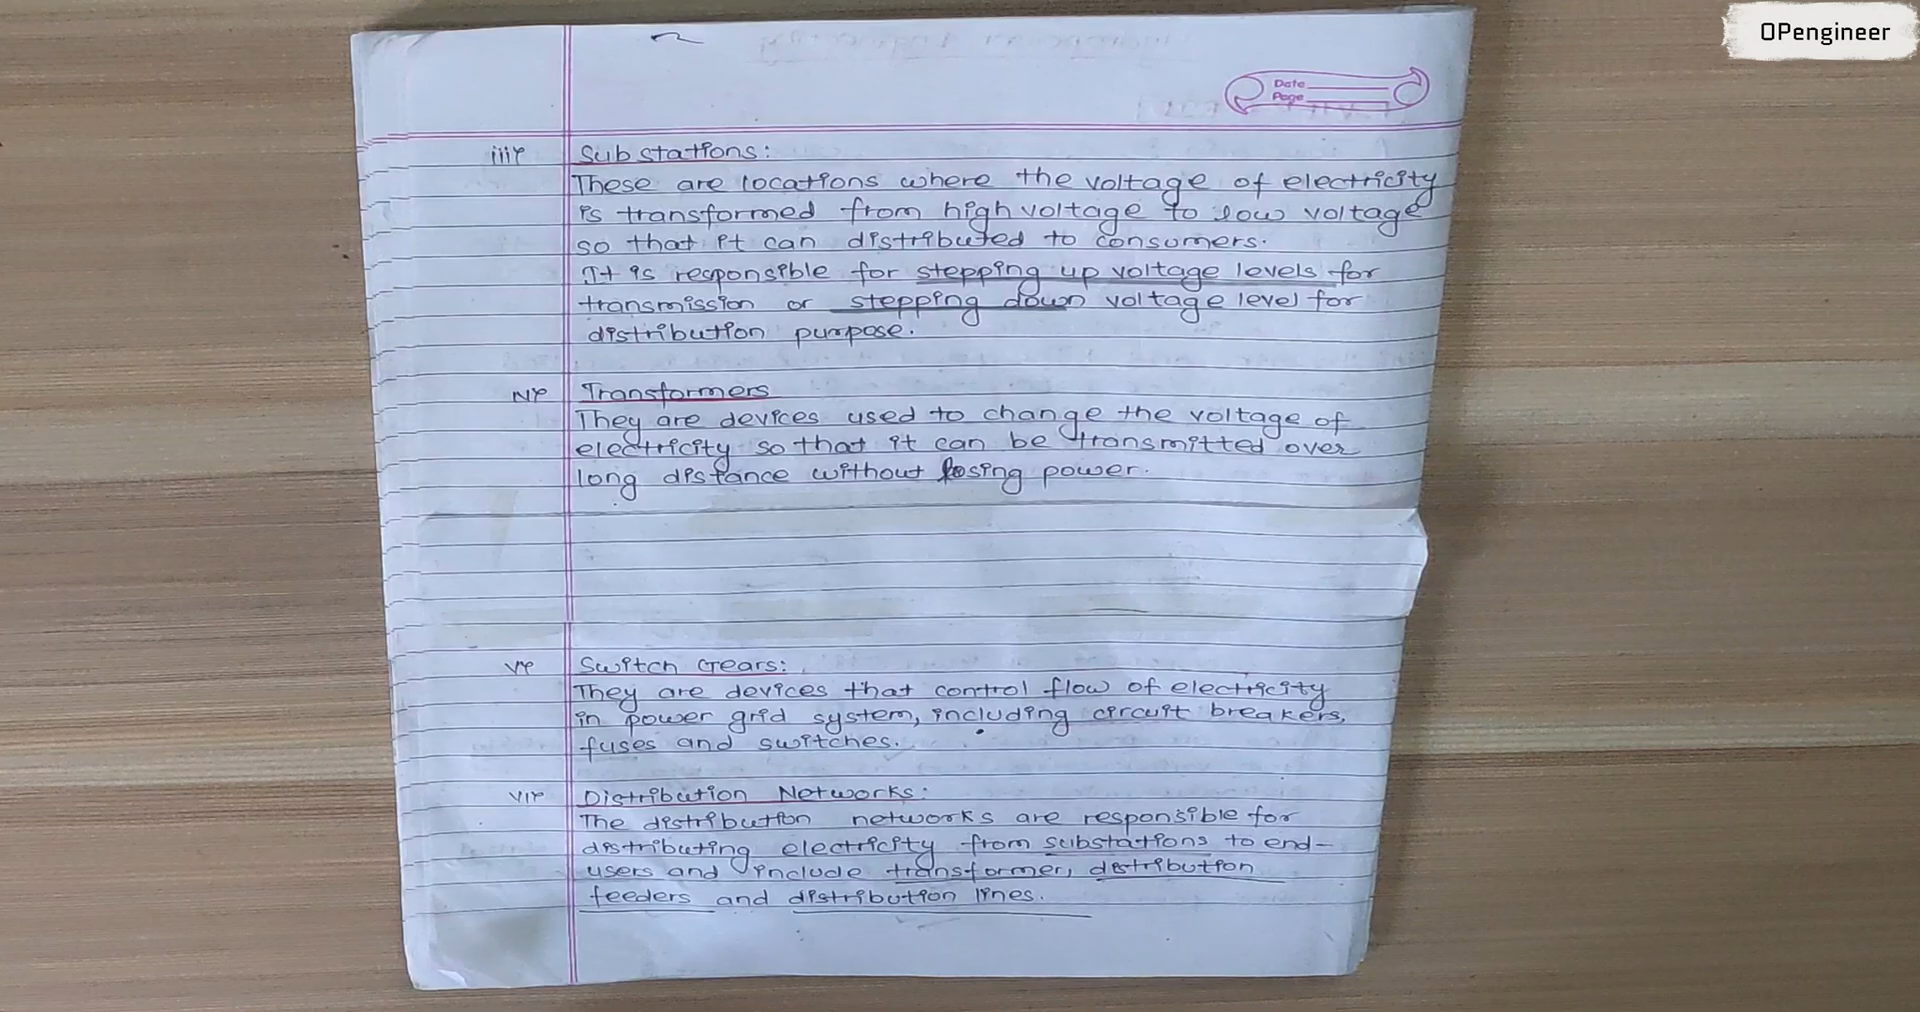 OPengineer
Date
Page
iii)
Substations:
These are locations where the voltage of electricity
is transformed from high voltage to low voltage
so that it can distributed to consumers.
It is responsible for stepping up voltage levels for
transmission or stepping down voltage level for
distribution purpose.
iv)
Transformers
They are devices used to change the voltage of
electricity so that it can be transmitted over
long distance without losing power.
v)
Switch Gears:
They are devices that control flow of electricity
in power grid system, including circuit breakers,
fuses and switches.
vi)
Distribution Networks:
The distribution networks are responsible for
distributing electricity from substations to end-
users and include transformer, distribution
feeders and distribution lines.